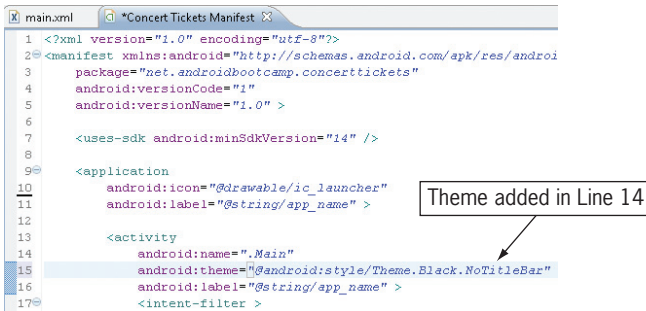 main.xml *Concert Tickets Manifest
1 <?xml version="1.0" encoding="utf-8"?>
2 <manifest xmlns:android="http://schemas.android.com/apk/res/androi
3 package="net.androidbootcamp.concerttickets"
4 android:versionCode="1"
5 android:versionName="1.0" >
6
7 <uses-sdk android:minSdkVersion="14" />
8
9 <application
10 android:icon="@drawable/ic_launcher"
11 android:label="@string/app_name" >
Theme added in Line 14
12
13 <activity
14 android:name=".Main"
15 android:theme="@android:style/Theme.Black.NoTitleBar"
16 android:label="@string/app_name" >
17 <intent-filter >